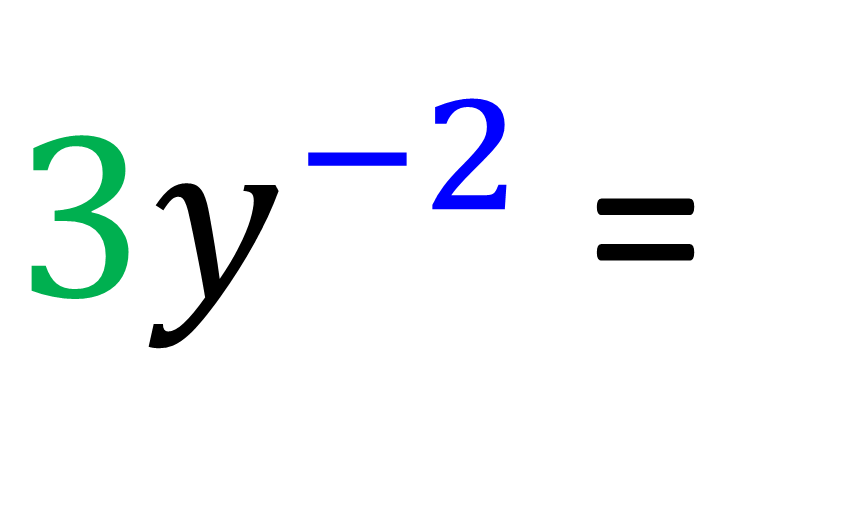 3y⁻² =